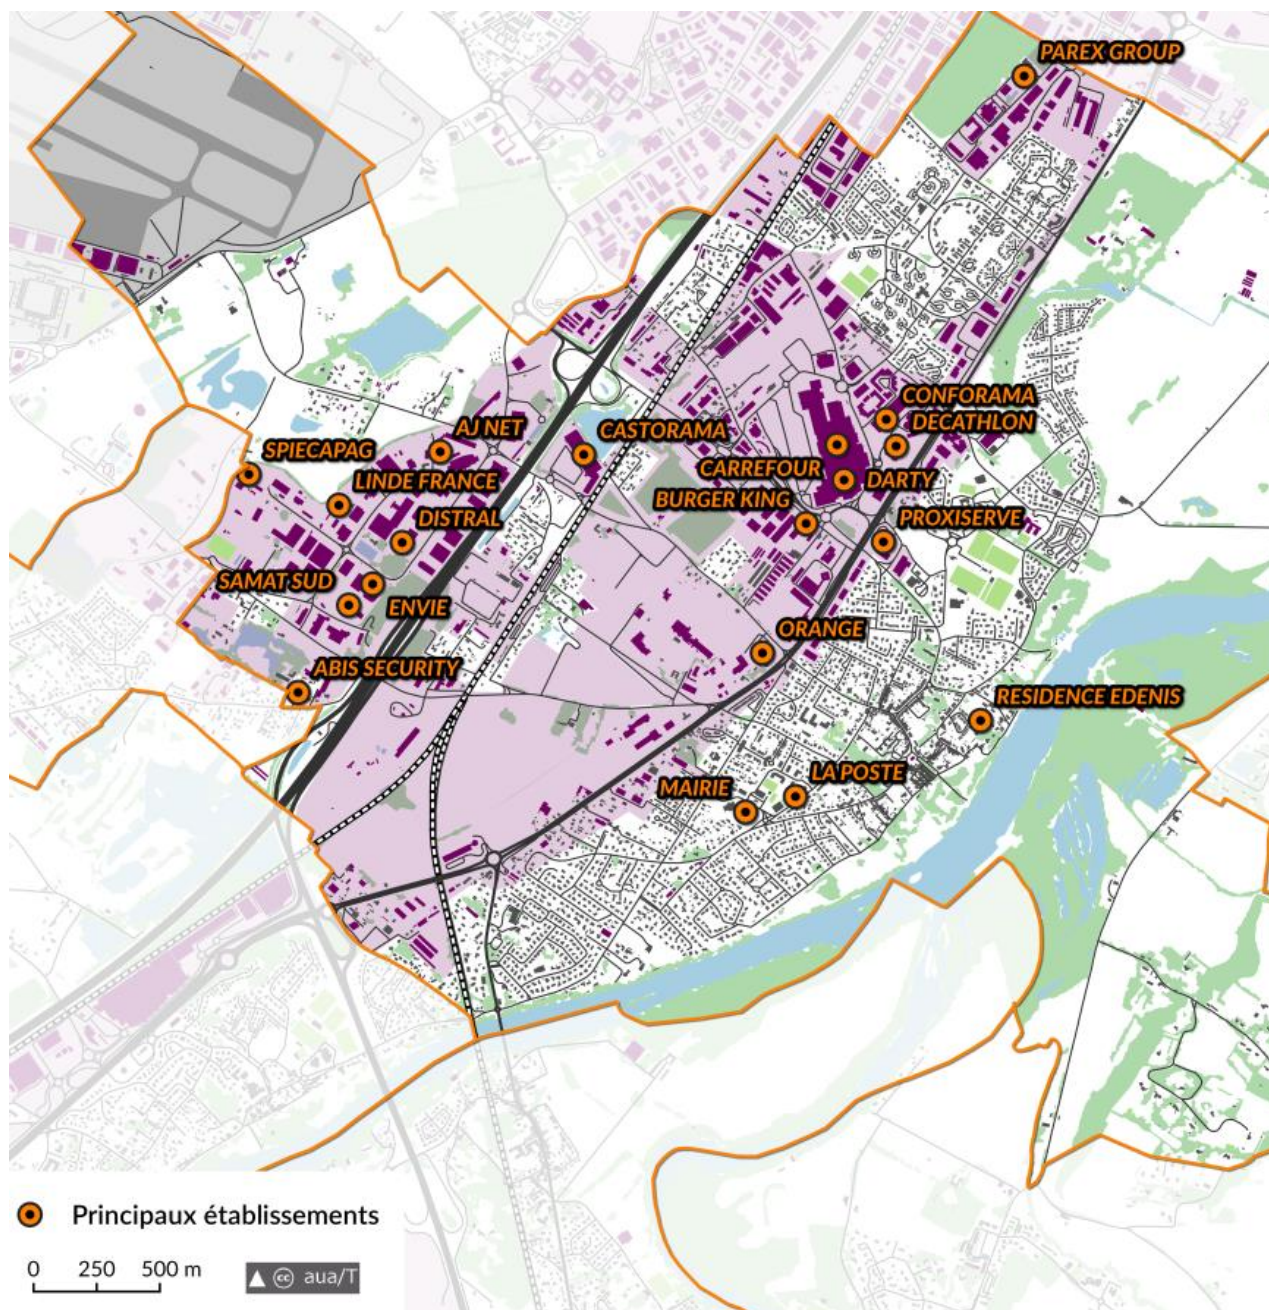 PAREX GROUP
CONFORAMA
DECATHLON
AJ NET
CASTORAMA
SPIECAPAG
LINDE FRANCE
CARREFOUR
DARTY
BURGER KING
DISTRAL
PROXISERVE
SAMAT SUD
ENVIE
ORANGE
ABIS SECURITY
RESIDENCE EDENIS
LA POSTE
MAIRIE
Principaux établissements
0 250 500 m
cc aua/T